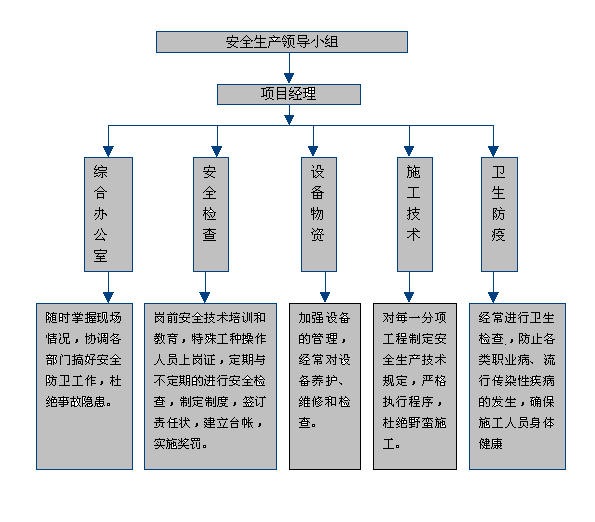 安全生产领导小组
项目经理
综合办公室
安全检查
设备物资
施工技术
卫生防疫
随时掌握现场
情况，协调各
部门搞好安全
防卫工作，杜
绝事故隐患。
岗前安全技术培训和
教育，特殊工种操作
人员上岗证，定期与
不定期的进行安全检
查，制定制度，签订
责任状，建立台帐，
实施奖罚。
加强设备
的管理，
经常对设
备养护、
维修和检
查。
对每一分项
工程制定安
全生产技术
规定，严格
执行程序，
杜绝野蛮施
工。
经常进行卫生
检查，防止各
类职业病、流
行传染性疾病
的发生，确保
施工人员身体
健康